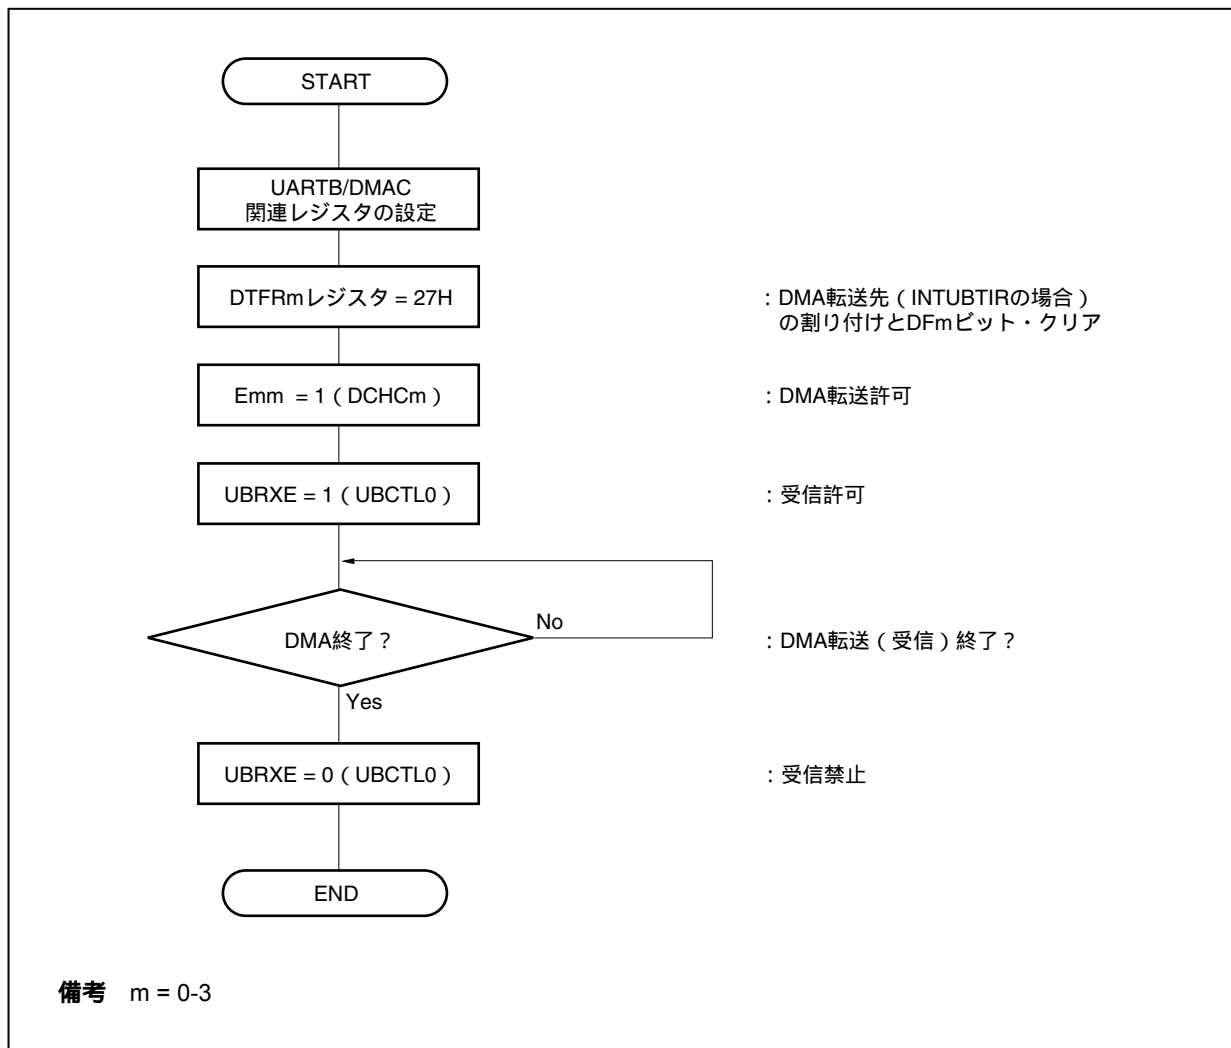 START
UARTB/DMAC
関連レジスタの設定
DTFRmレジスタ = 27H
：DMA転送先（INTUBTIRの場合）
の割り付けとDFmビット・クリア
Emm = 1（DCHCm）
：DMA転送許可
UBRXE = 1（UBCTL0）
：受信許可
DMA終了？
No
：DMA転送（受信）終了？
Yes
UBRXE = 0（UBCTL0）
：受信禁止
END
備考 m = 0-3